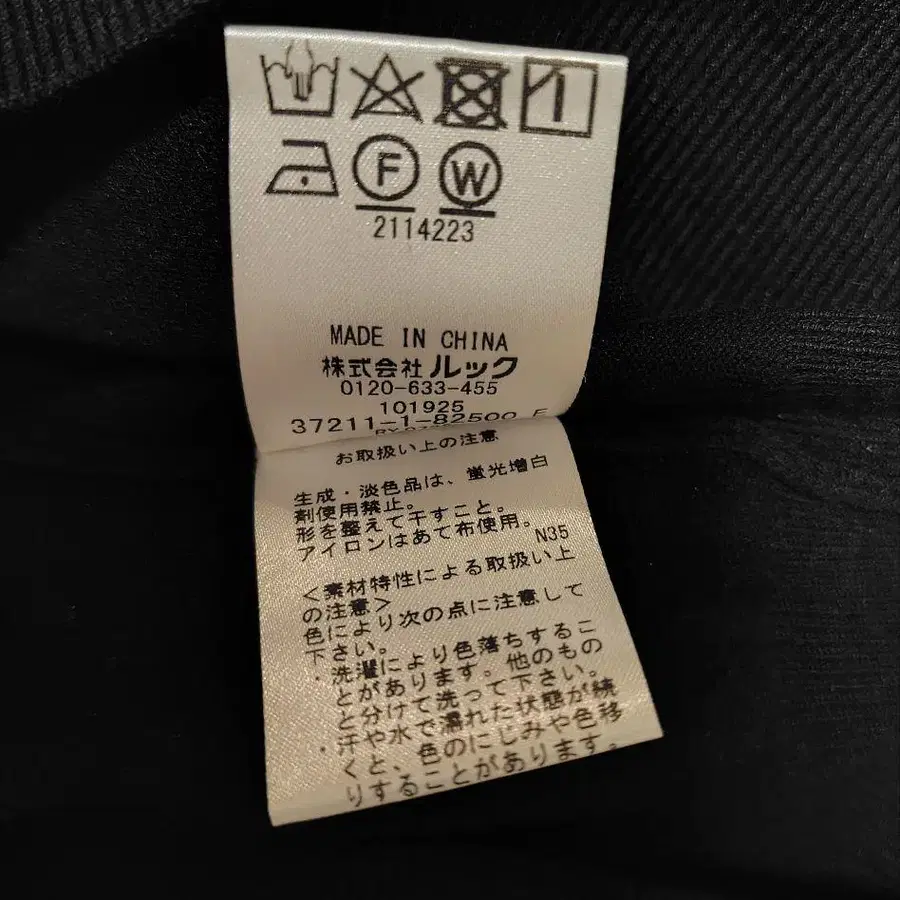 F
W
2114223
MADE IN CHINA
株式会社 ルック
0120-633-455
101925
37211-1-82500
お取扱い上の注意
生成・淡色品は、蛍光増白
剤使用禁止。
形を整えて干すこと。
アイロンはあて布使用。
N35
<素材特性による取扱い上
の注意>
色により次の点に注意して
下さい。
・洗濯により色落ちするこ
とがあります。他のもの
と分けて洗って下さい。
・汗や水で濡れた状態が続
くと、色のにじみや色移
りすることがあります。